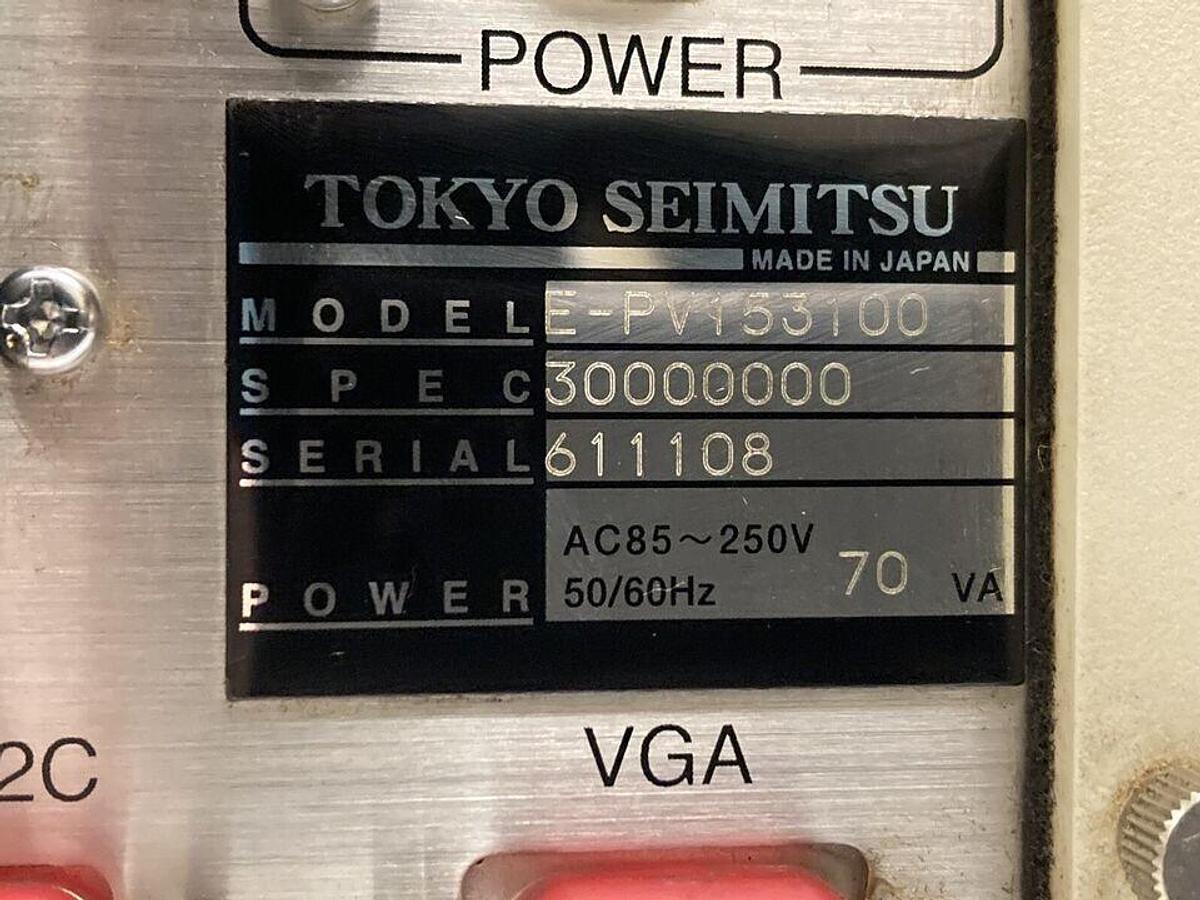 POWER
TOKYO SEIMITSU
MADE IN JAPAN
MODEL E-PV153100
SPEC 30000000
SERIAL 611108
AC85～250V
POWER 50/60Hz 70 VA
2C VGA